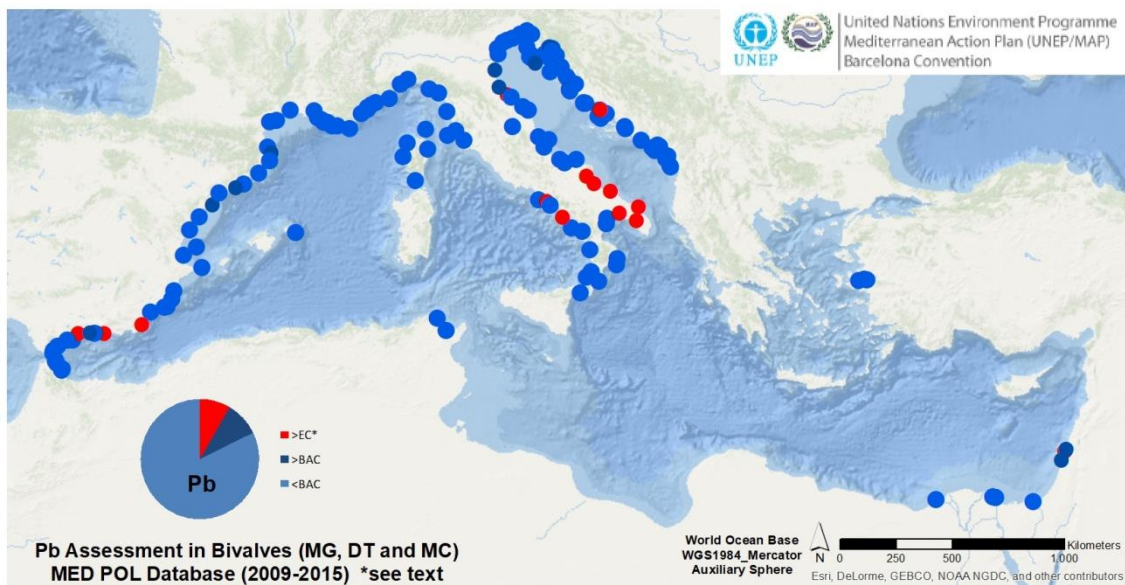 United Nations Environment Programme
Mediterranean Action Plan (UNEP/MAP)
Barcelona Convention
UNEP
>EC*
>BAC
<BAC
Pb
Pb Assessment in Bivalves (MG, DT and MC)
MED POL Database (2009-2015) *see text
World Ocean Base
WGS1984_Mercator
Auxiliary Sphere
N
Kilometers
0 250 500 1.000
Esri, DeLorme, GEBCO, NOAA NGDC, and other contributors